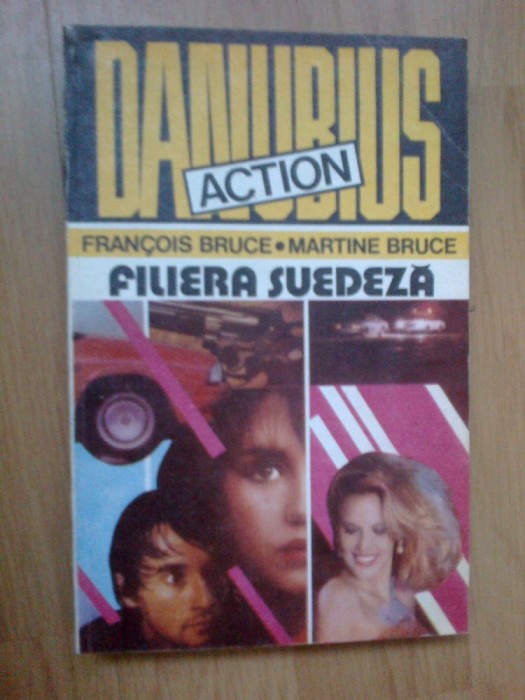 DANUBIUS
ACTION
FRANÇOIS BRUCE • MARTINE BRUCE
FILIERA SUEDEZĂ